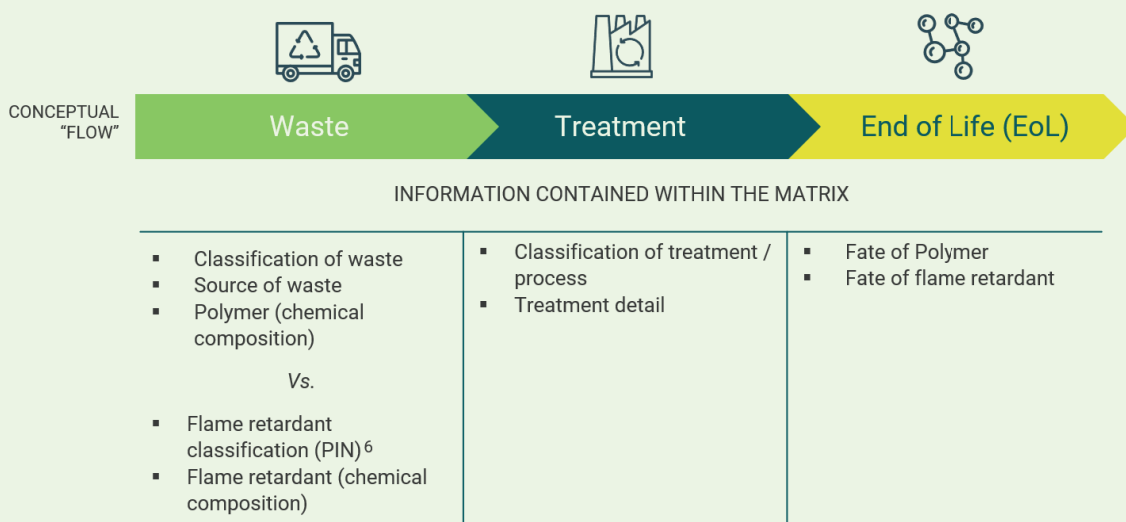 CONCEPTUAL
"FLOW"
Waste
Treatment
End of Life (EoL)
INFORMATION CONTAINED WITHIN THE MATRIX
▪ Classification of waste
▪ Source of waste
▪ Polymer (chemical
composition)
Vs.
▪ Flame retardant
classification (PIN)⁶
▪ Flame retardant (chemical
composition)
▪ Classification of treatment /
process
▪ Treatment detail
▪ Fate of Polymer
▪ Fate of flame retardant